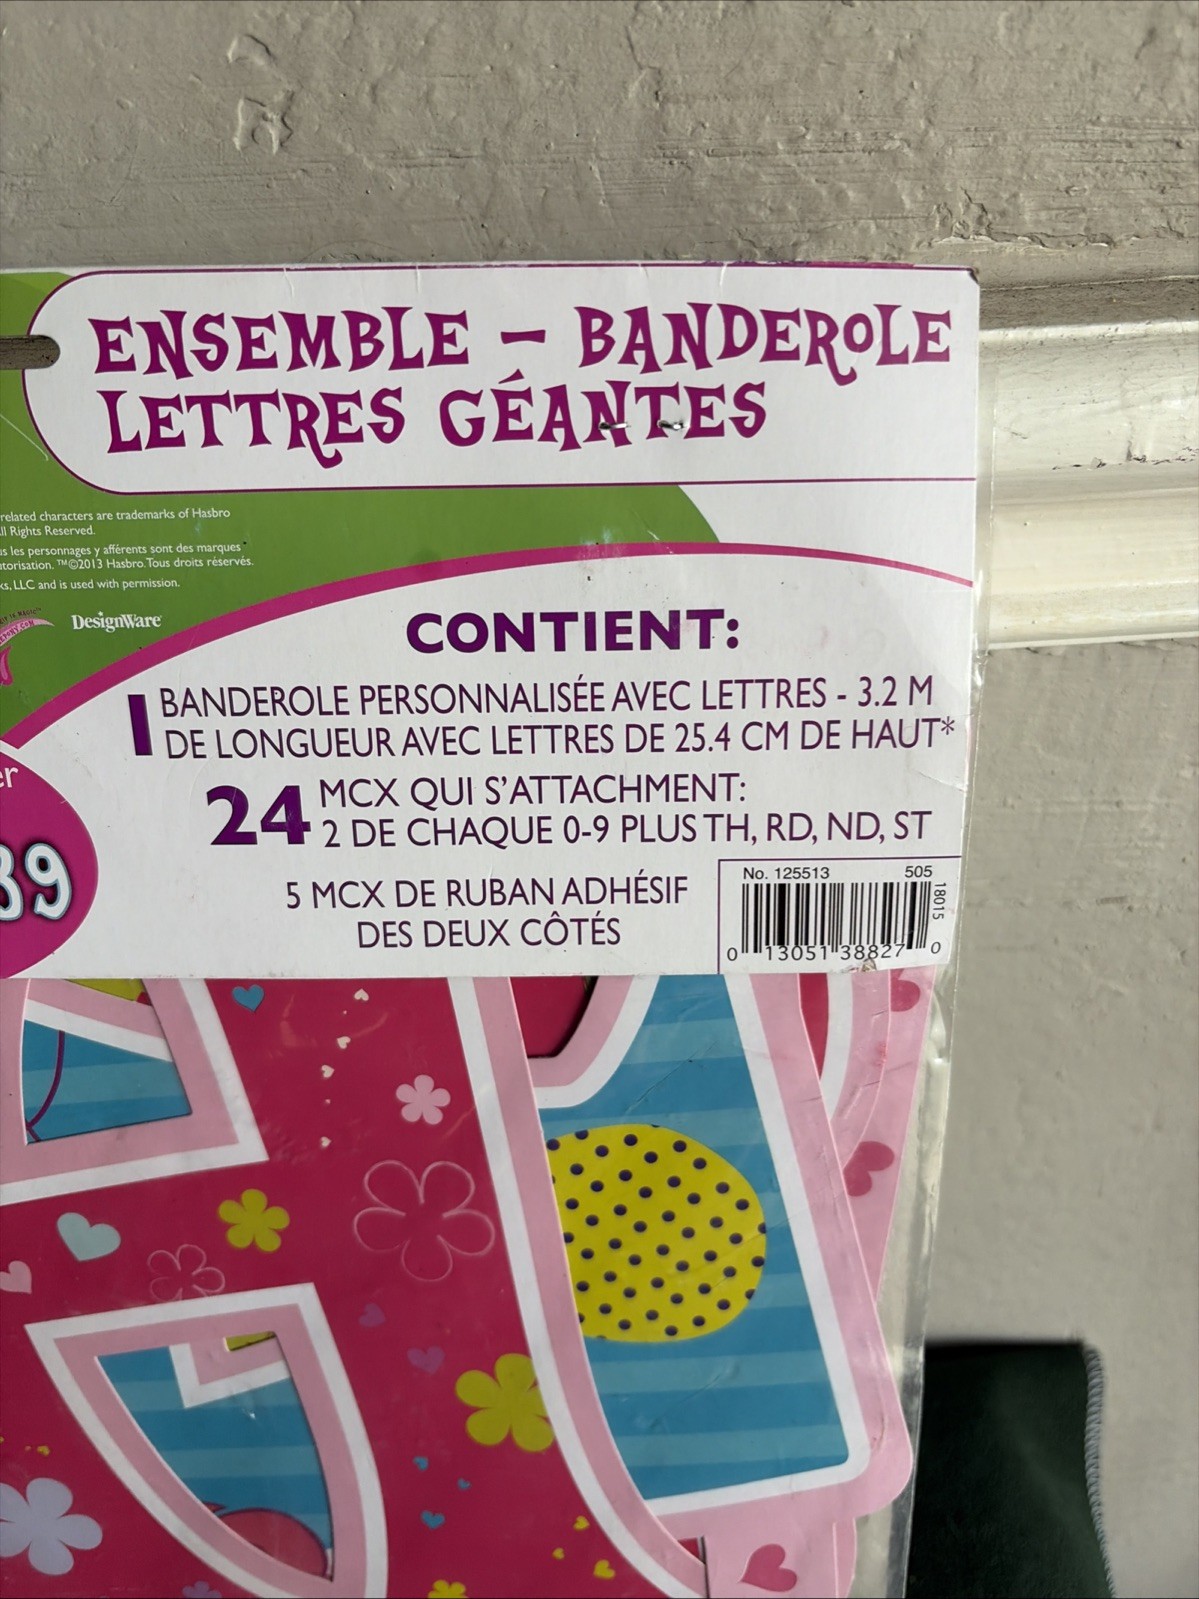 ENSEMBLE – BANDEROLE
LETTRES GÉANTES
related characters are trademarks of Hasbro
All Rights Reserved.
les personnages y afférents sont des marques
™©2013 Hasbro. Tous droits réservés.
LLC and is used with permission.
DesignWare
CONTIENT:
1 BANDEROLE PERSONNALISÉE AVEC LETTRES - 3.2 M
DE LONGUEUR AVEC LETTRES DE 25.4 CM DE HAUT*
24 MCX QUI S'ATTACHMENT:
2 DE CHAQUE 0-9 PLUS TH, RD, ND, ST
5 MCX DE RUBAN ADHÉSIF
DES DEUX CÔTÉS
39
No. 125513 505
18015
0 13051 38827 0